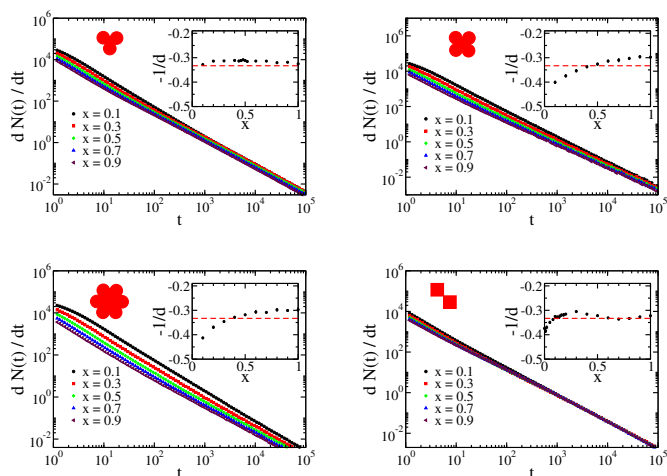 10^6
10^4
10^2
10^0
10^-2
d N(t) / dt
10^0 10^1 10^2 10^3 10^4 10^5
t
x = 0.1
x = 0.3
x = 0.5
x = 0.7
x = 0.9
-0.2
-0.3
-0.4
-0.5
-1/d
0 0.5 1
x
10^6
10^4
10^2
10^0
10^-2
d N(t) / dt
10^0 10^1 10^2 10^3 10^4 10^5
t
x = 0.1
x = 0.3
x = 0.5
x = 0.7
x = 0.9
-0.2
-0.3
-0.4
-0.5
-1/d
0 0.5 1
x
10^6
10^4
10^2
10^0
10^-2
d N(t) / dt
10^0 10^1 10^2 10^3 10^4 10^5
t
x = 0.1
x = 0.3
x = 0.5
x = 0.7
x = 0.9
-0.2
-0.3
-0.4
-0.5
-1/d
0 0.5 1
x
10^6
10^4
10^2
10^0
10^-2
d N(t) / dt
10^0 10^1 10^2 10^3 10^4 10^5
t
x = 0.1
x = 0.3
x = 0.5
x = 0.7
x = 0.9
-0.2
-0.3
-0.4
-0.5
-1/d
0 0.5 1
x